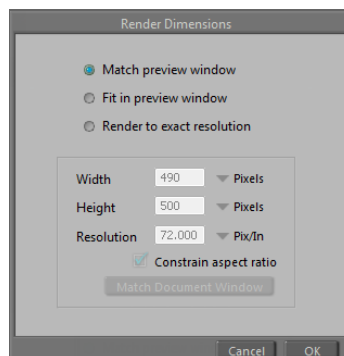 Render Dimensions
Match preview window
Fit in preview window
Render to exact resolution
Width 490 Pixels
Height 500 Pixels
Resolution 72.000 Pix/In
Constrain aspect ratio
Match Document Window
Cancel OK